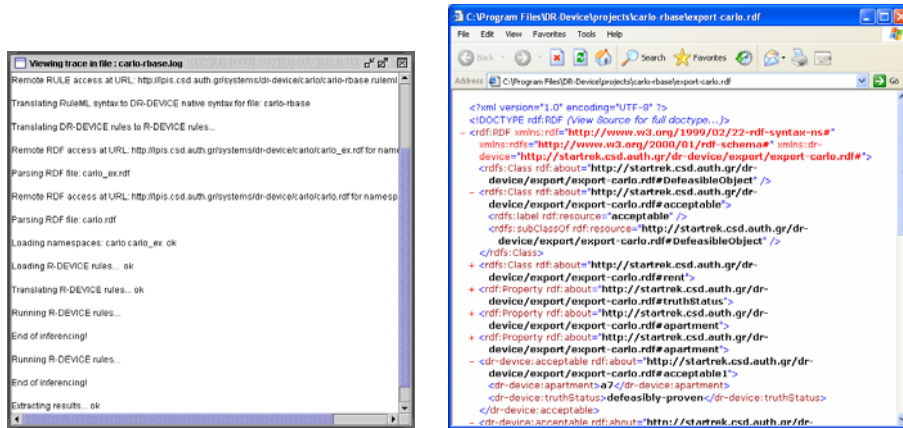 Viewing trace in file : carlo-rbase.log
Remote RULE access at URL: http://lpis.csd.auth.gr/systems/dr-device/carlo/carlo-rbase.ruleml
Translating RuleML syntax to DR-DEVICE native syntax for file: carlo-rbase
Translating DR-DEVICE rules to R-DEVICE rules...
Remote RDF access at URL: http://lpis.csd.auth.gr/systems/dr-device/carlo/carlo_ex.rdf for name
Parsing RDF file: carlo_ex.rdf
Remote RDF access at URL: http://lpis.csd.auth.gr/systems/dr-device/carlo/carlo.rdf for namesp
Parsing RDF file: carlo.rdf
Loading namespaces: carlo carlo_ex ok
Loading R-DEVICE rules... ok
Translating R-DEVICE rules... ok
Running R-DEVICE rules...
End of inferencing!
Running R-DEVICE rules...
End of inferencing!
Extracting results... ok
C:\Program Files\DR-Device\projects\carlo-rbase\export-carlo.rdf
File Edit View Favorites Tools Help
Back Search Favorites
Address C:\Program Files\DR-Device\projects\carlo-rbase\export-carlo.rdf Go
<?xml version="1.0" encoding="UTF-8" ?>
<!DOCTYPE rdf:RDF (View Source for full doctype...)>
- <rdf:RDF xmlns:rdf="http://www.w3.org/1999/02/22-rdf-syntax-ns#"
xmlns:rdfs="http://www.w3.org/2000/01/rdf-schema#" xmlns:dr-
device="http://startrek.csd.auth.gr/dr-device/export/export-carlo.rdf#">
<rdfs:Class rdf:about="http://startrek.csd.auth.gr/dr-
device/export/export-carlo.rdf#DefeasibleObject" />
- <rdfs:Class rdf:about="http://startrek.csd.auth.gr/dr-
device/export/export-carlo.rdf#acceptable">
<rdfs:label rdf:resource="acceptable" />
<rdfs:subClassOf rdf:resource="http://startrek.csd.auth.gr/dr-
device/export/export-carlo.rdf#DefeasibleObject" />
</rdfs:Class>
+ <rdfs:Class rdf:about="http://startrek.csd.auth.gr/dr-
device/export/export-carlo.rdf#rent">
+ <rdf:Property rdf:about="http://startrek.csd.auth.gr/dr-
device/export/export-carlo.rdf#truthStatus">
+ <rdf:Property rdf:about="http://startrek.csd.auth.gr/dr-
device/export/export-carlo.rdf#apartment">
+ <rdf:Property rdf:about="http://startrek.csd.auth.gr/dr-
device/export/export-carlo.rdf#apartment">
- <dr-device:acceptable rdf:about="http://startrek.csd.auth.gr/dr-
device/export/export-carlo.rdf#acceptable1">
<dr-device:apartment>a7</dr-device:apartment>
<dr-device:truthStatus>defeasibly-proven</dr-device:truthStatus>
</dr-device:acceptable>
- <dr-device:acceptable rdf:about="http://startrek.csd.auth.gr/dr-